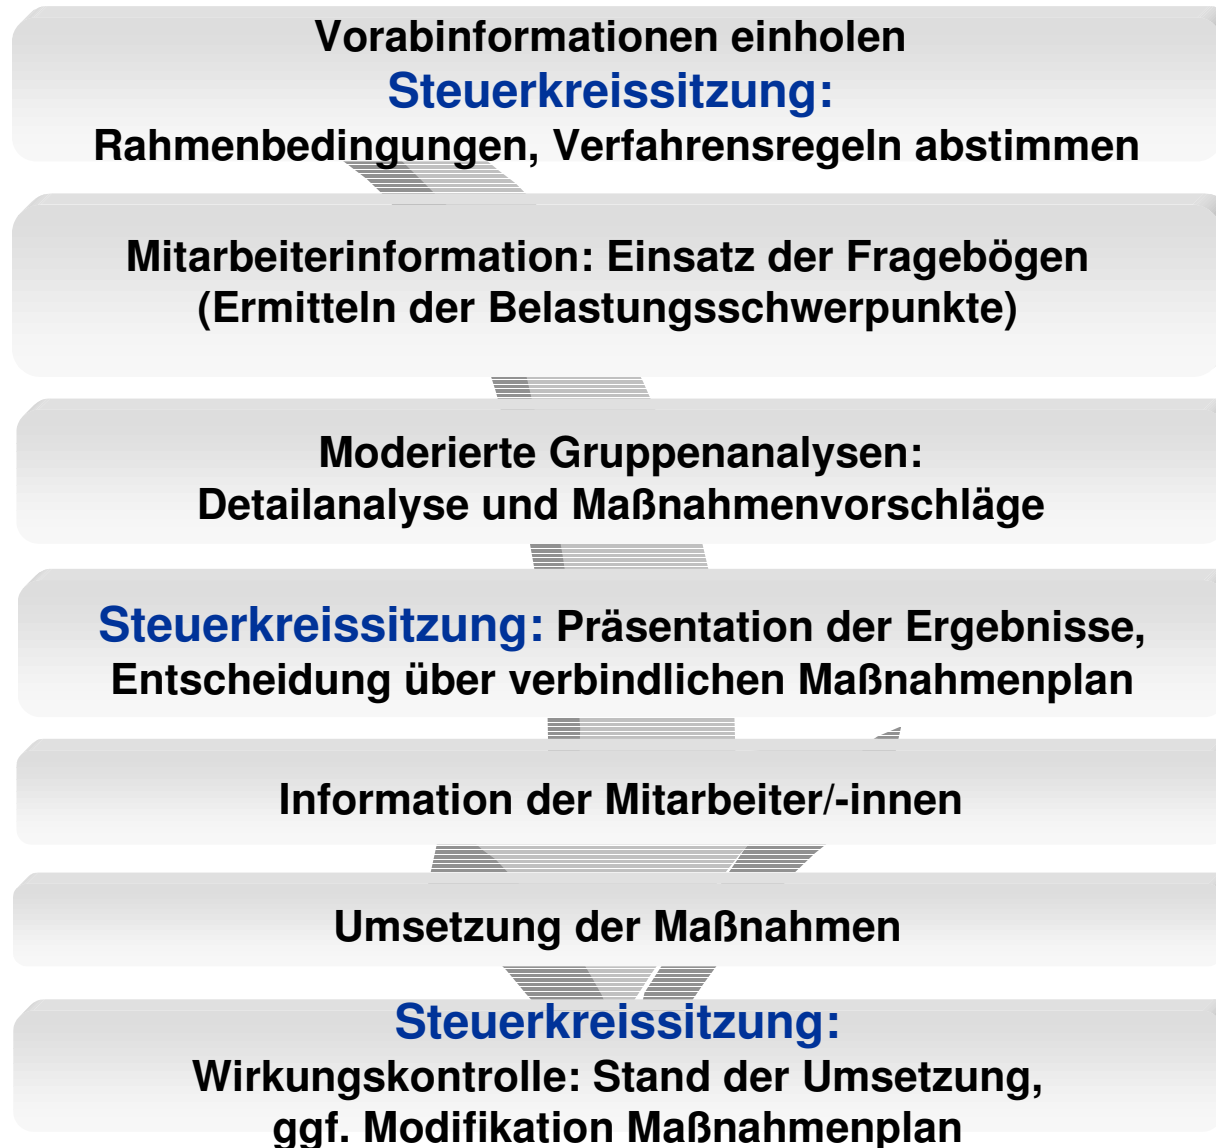 Vorabinformationen einholen
Steuerkreissitzung:
Rahmenbedingungen, Verfahrensregeln abstimmen
Mitarbeiterinformation: Einsatz der Fragebögen
(Ermitteln der Belastungsschwerpunkte)
Moderierte Gruppenanalysen:
Detailanalyse und Maßnahmenvorschläge
Steuerkreissitzung: Präsentation der Ergebnisse,
Entscheidung über verbindlichen Maßnahmenplan
Information der Mitarbeiter/-innen
Umsetzung der Maßnahmen
Steuerkreissitzung:
Wirkungskontrolle: Stand der Umsetzung,
ggf. Modifikation Maßnahmenplan